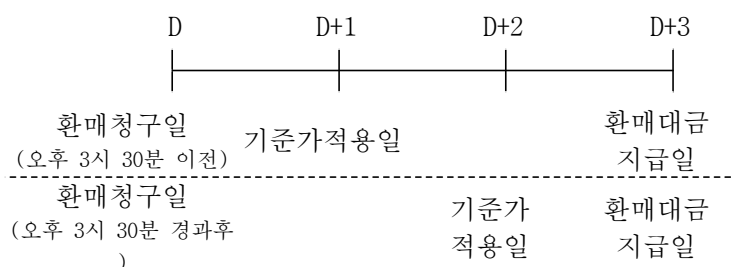 D D+1 D+2 D+3
환매청구일
(오후 3시 30분 이전)
기준가적용일
환매대금
지급일
환매청구일
(오후 3시 30분 경과후
)
기준가
적용일
환매대금
지급일